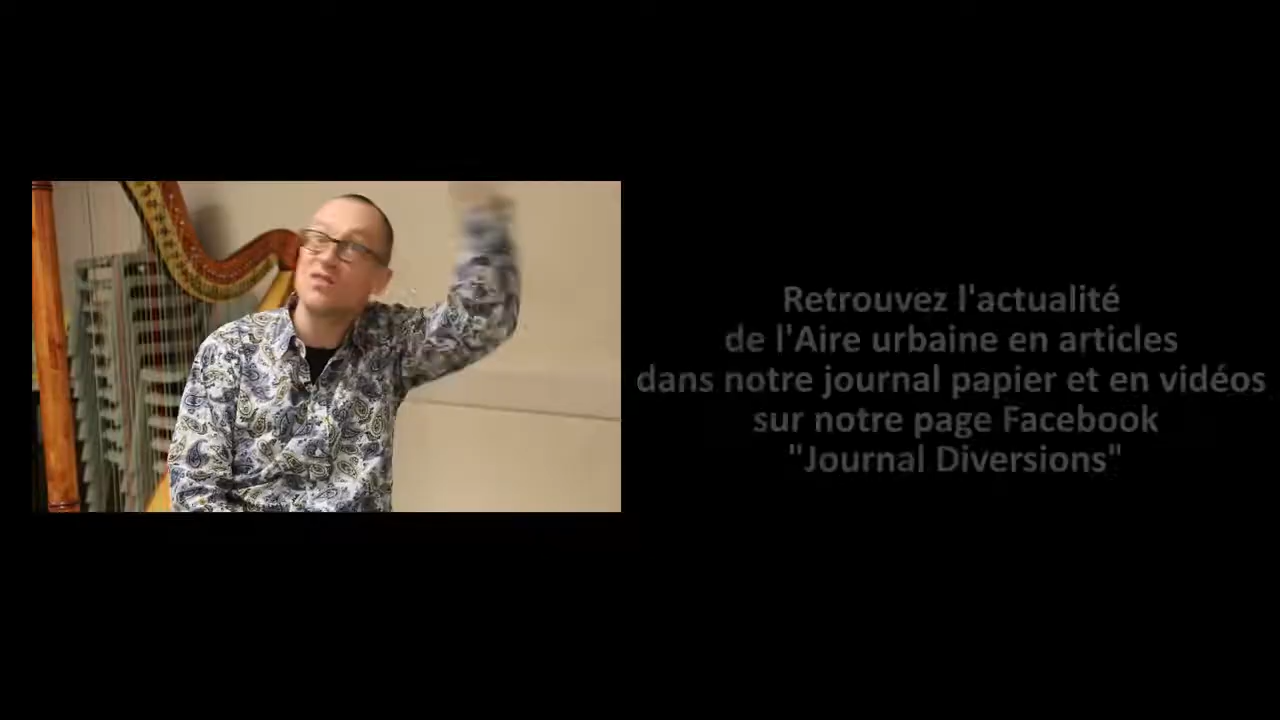 Retrouvez l'actualité
de l'Aire urbaine en articles
dans notre journal papier et en vidéos
sur notre page Facebook
"Journal Diversions"